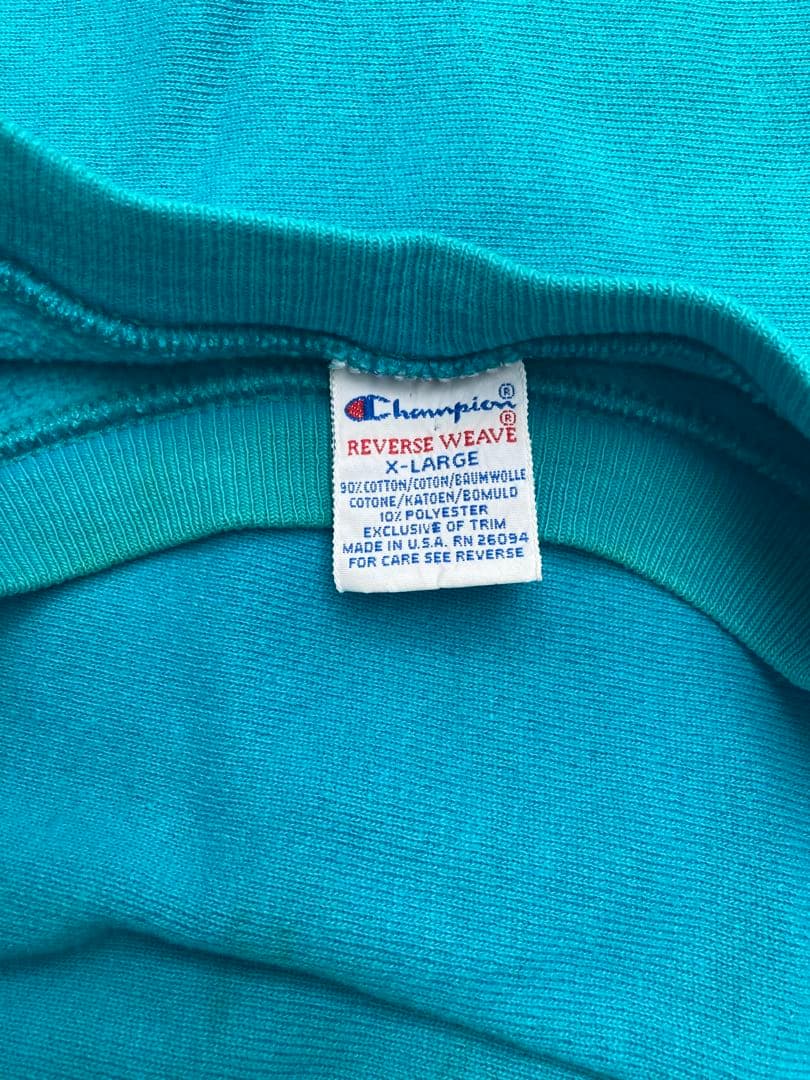 Champion®
REVERSE WEAVE®
X-LARGE
90% COTTON/COTON/BAUMWOLLE
COTONE/KATOEN/BOMULD
10% POLYESTER
EXCLUSIVE OF TRIM
MADE IN U.S.A. RN 26094
FOR CARE SEE REVERSE